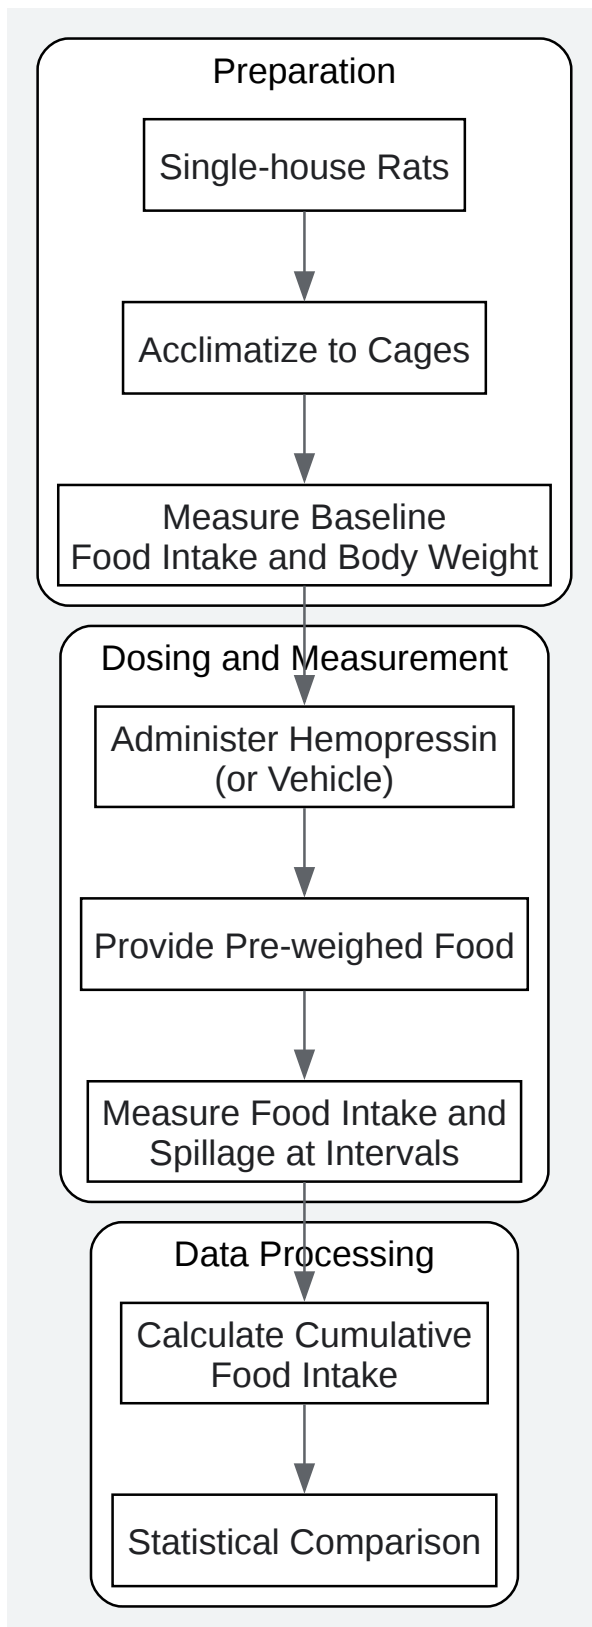 Preparation
Single-house Rats
Acclimatize to Cages
Measure Baseline
Food Intake and Body Weight
Dosing and Measurement
Administer Hemopressin
(or Vehicle)
Provide Pre-weighed Food
Measure Food Intake and
Spillage at Intervals
Data Processing
Calculate Cumulative
Food Intake
Statistical Comparison